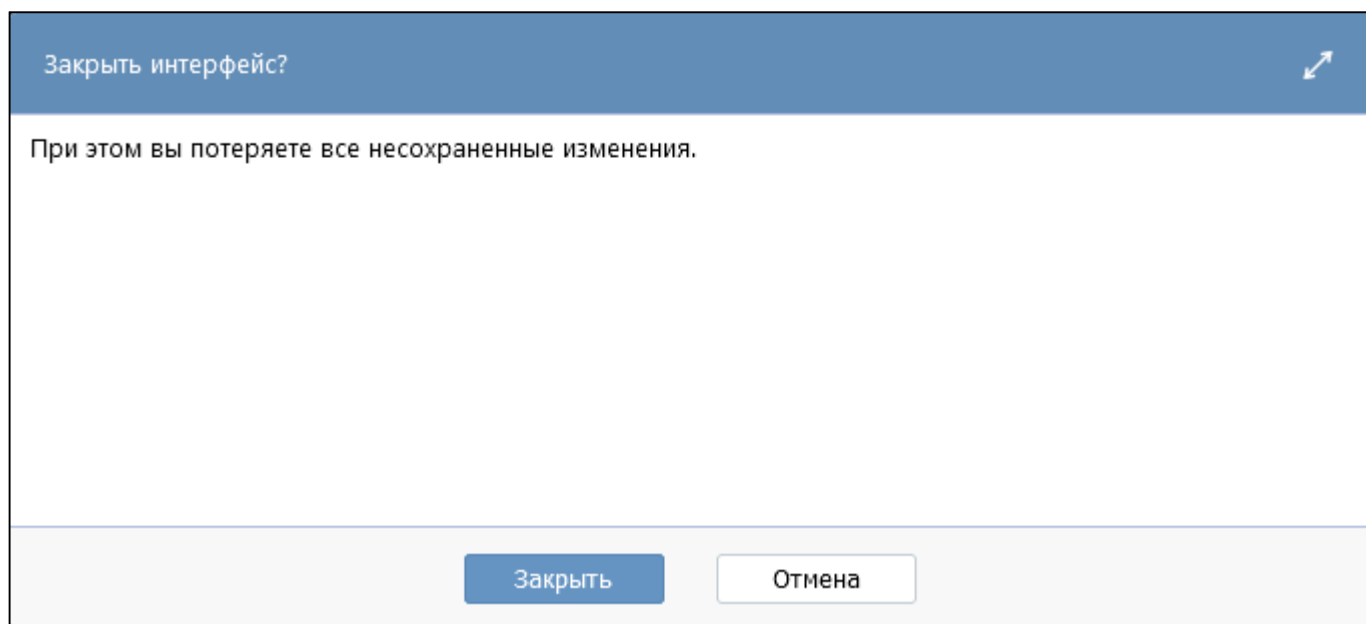 Закрыть интерфейс?
При этом вы потеряете все несохраненные изменения.
Закрыть
Отмена